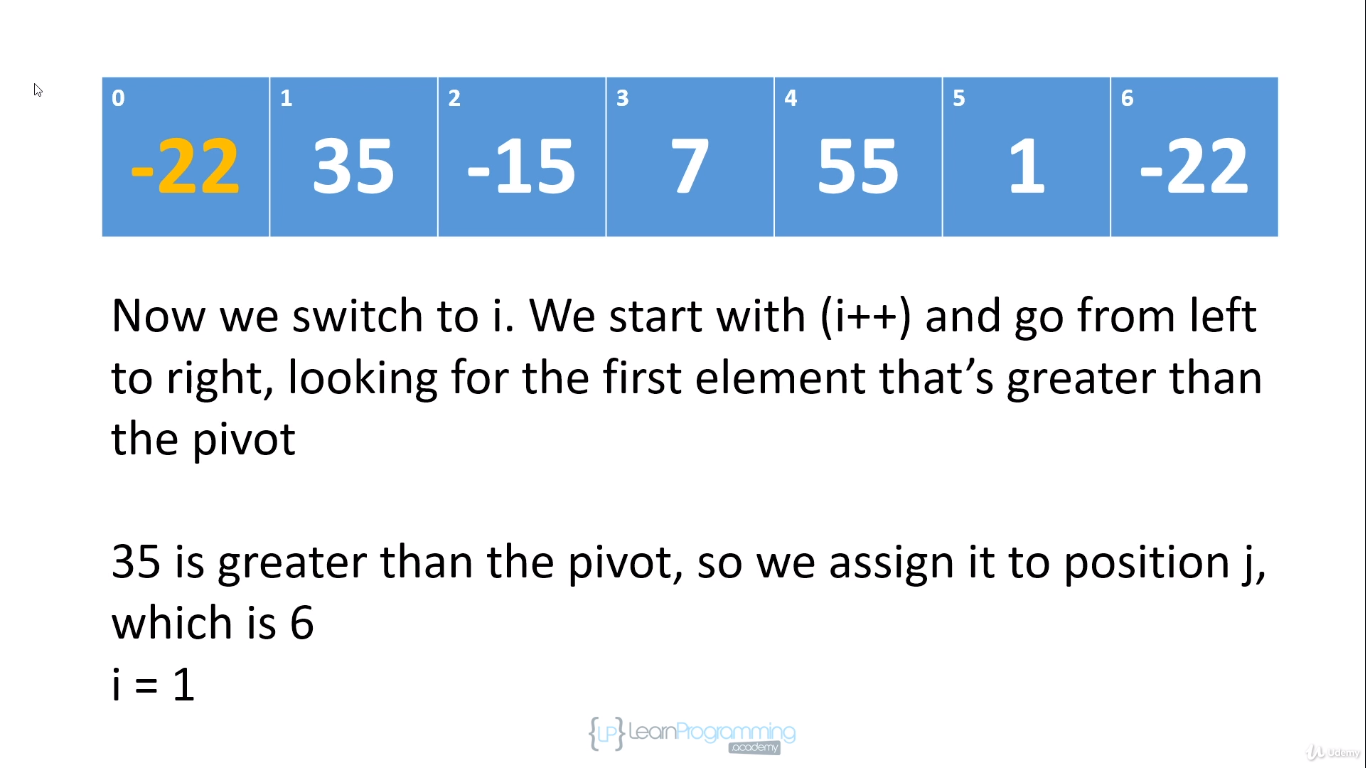 0 1 2 3 4 5 6
-22 35 -15 7 55 1 -22
Now we switch to i. We start with (i++) and go from left
to right, looking for the first element that’s greater than
the pivot
35 is greater than the pivot, so we assign it to position j,
which is 6
i = 1
{LP} LearnProgramming
.academy
Udemy